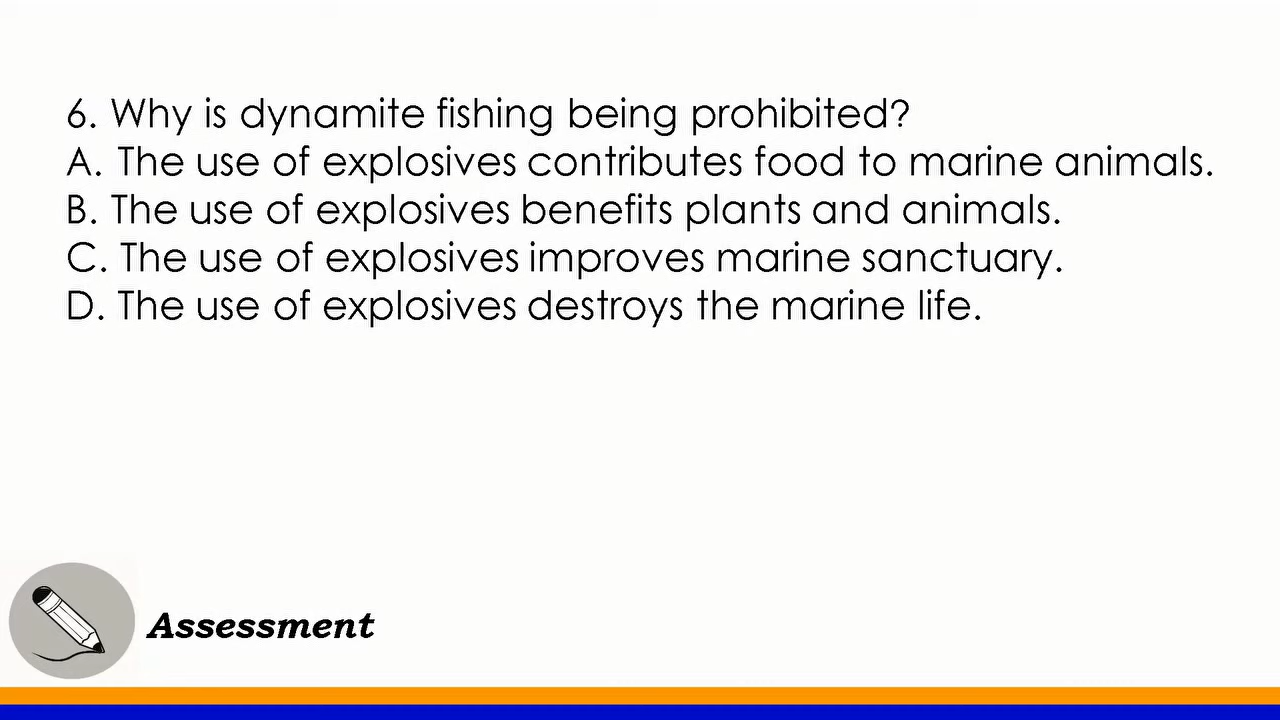 6. Why is dynamite fishing being prohibited?
A. The use of explosives contributes food to marine animals.
B. The use of explosives benefits plants and animals.
C. The use of explosives improves marine sanctuary.
D. The use of explosives destroys the marine life.
Assessment